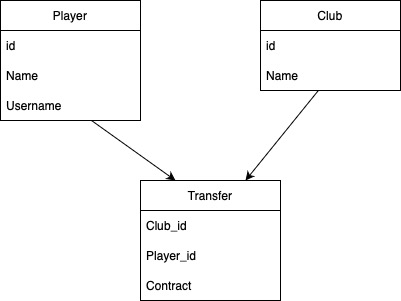 Player
id
Name
Username
Club
id
Name
Transfer
Club_id
Player_id
Contract